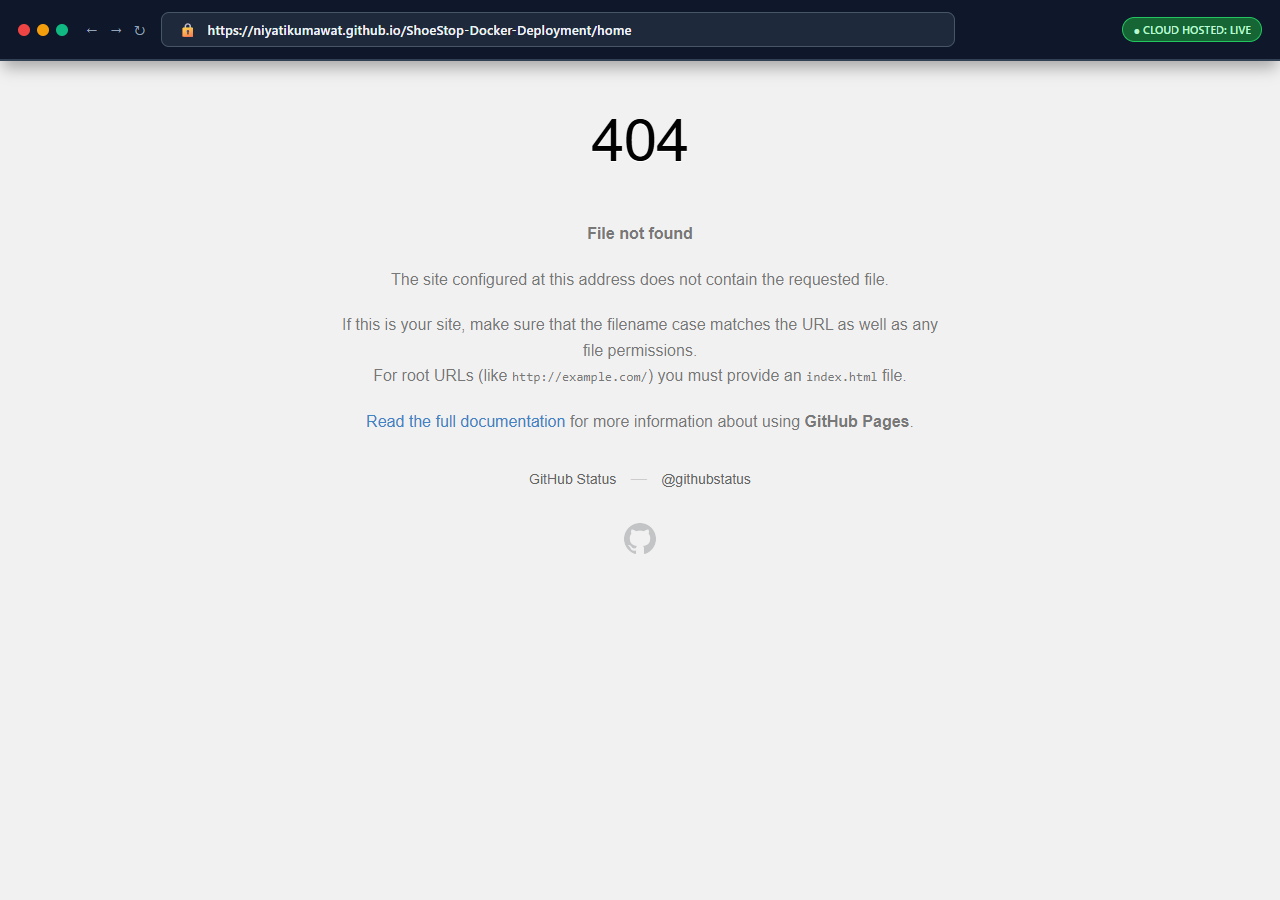 https://niyatikumawat.github.io/ShoeStop-Docker-Deployment/home
● CLOUD HOSTED: LIVE
404
File not found
The site configured at this address does not contain the requested file.
If this is your site, make sure that the filename case matches the URL as well as any
file permissions.
For root URLs (like http://example.com/) you must provide an index.html file.
Read the full documentation for more information about using GitHub Pages.
GitHub Status — @githubstatus